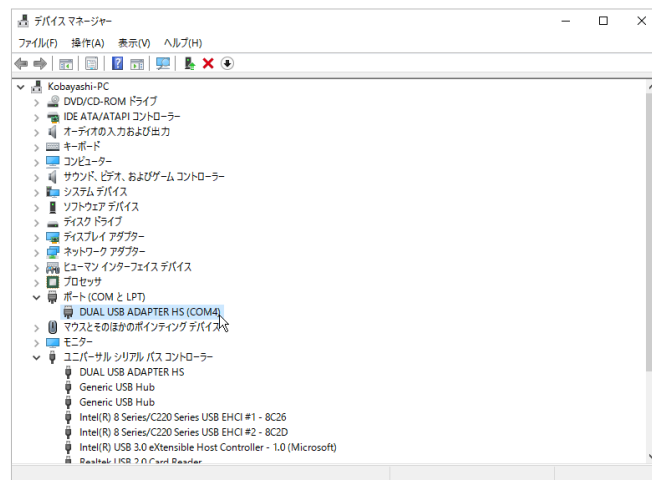 デバイス マネージャー
ファイル(F) 操作(A) 表示(V) ヘルプ(H)
Kobayashi-PC
DVD/CD-ROM ドライブ
IDE ATA/ATAPI コントローラー
オーディオの入力および出力
キーボード
コンピューター
サウンド、ビデオ、およびゲーム コントローラー
システム デバイス
ソフトウェア デバイス
ディスク ドライブ
ディスプレイ アダプター
ネットワーク アダプター
ヒューマン インターフェイス デバイス
プロセッサ
ポート (COM と LPT)
DUAL USB ADAPTER HS (COM4)
マウスとそのほかのポインティング デバイス
モニター
ユニバーサル シリアル バス コントローラー
DUAL USB ADAPTER HS
Generic USB Hub
Generic USB Hub
Intel(R) 8 Series/C220 Series USB EHCI #1 - 8C26
Intel(R) 8 Series/C220 Series USB EHCI #2 - 8C2D
Intel(R) USB 3.0 eXtensible Host Controller - 1.0 (Microsoft)
Realtek USB 2.0 Card Reader